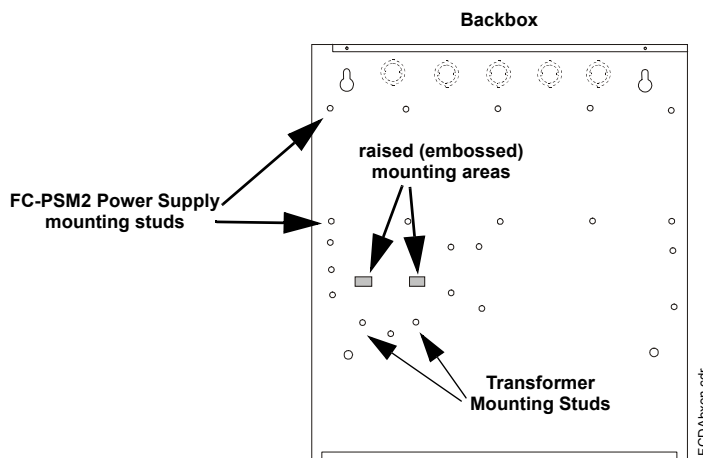 Backbox
raised (embossed)
mounting areas
FC-PSM2 Power Supply
mounting studs
Transformer
Mounting Studs